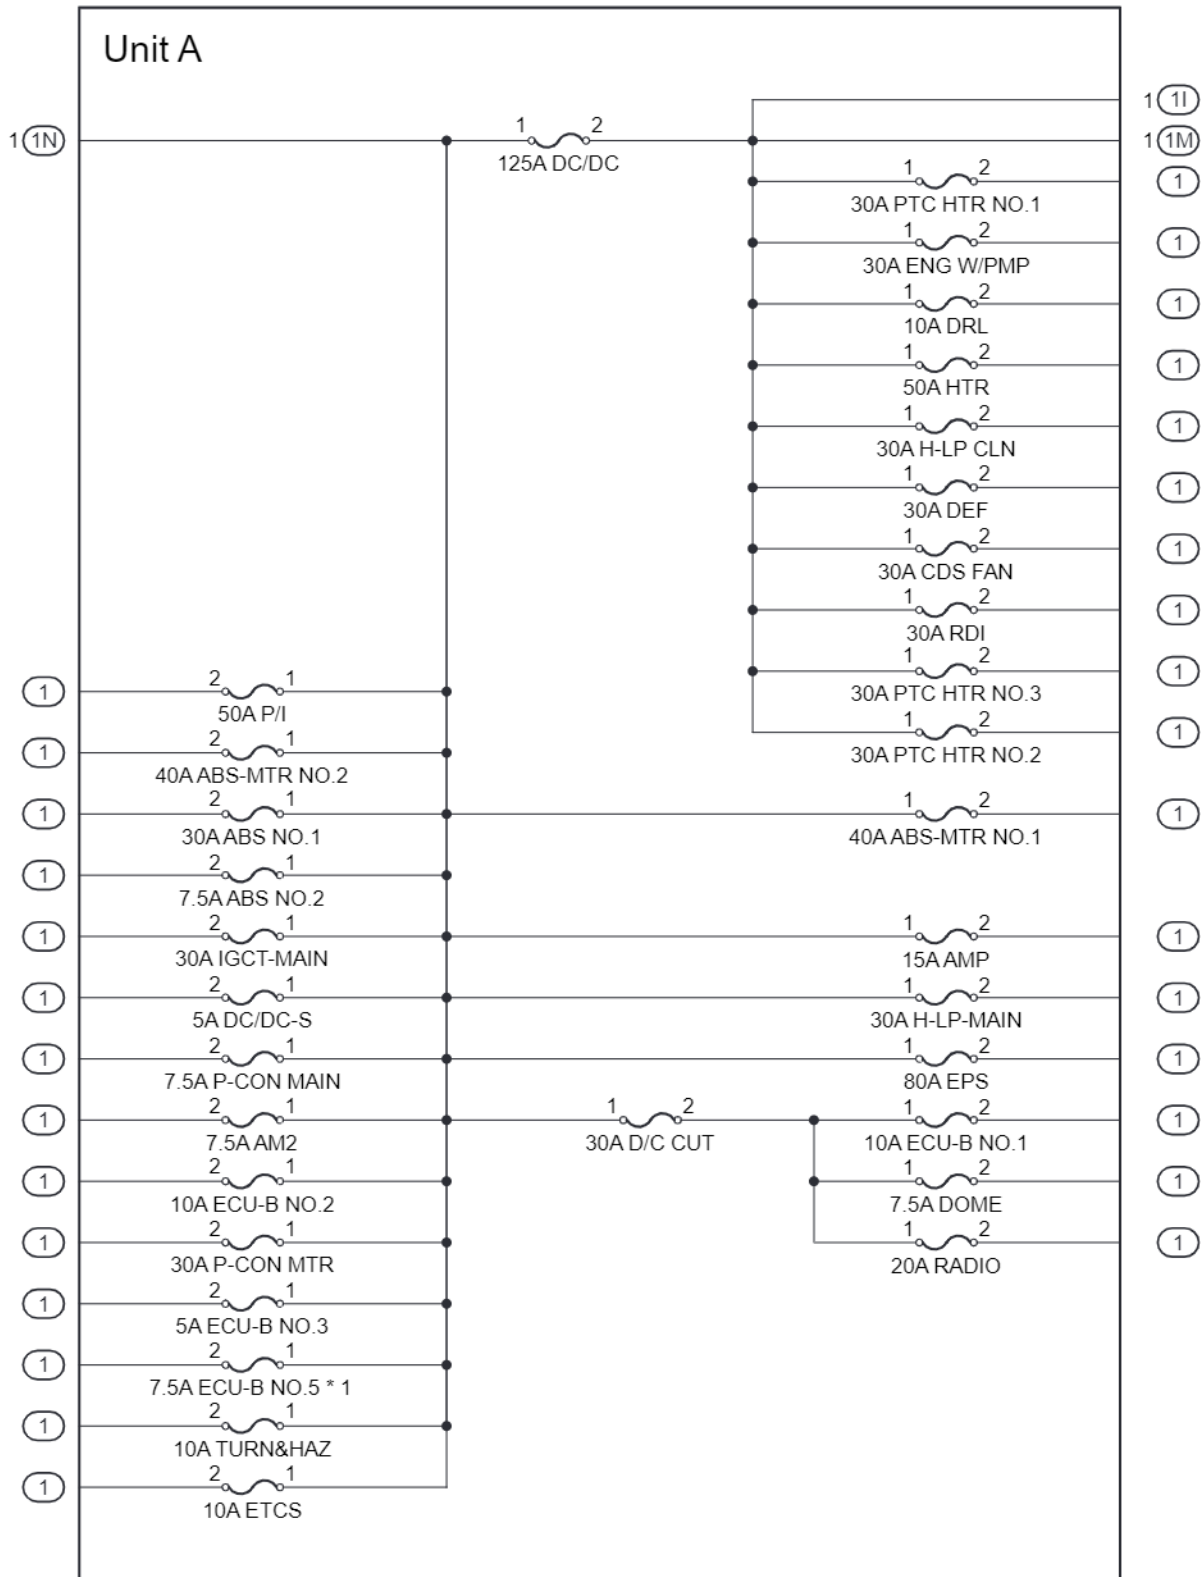 Unit A
1 1I
1 1N 1 2 1 1M
125A DC/DC
1 2 1
30A PTC HTR NO.1
1 2 1
30A ENG W/PMP
1 2 1
10A DRL
1 2 1
50A HTR
1 2 1
30A H-LP CLN
1 2 1
30A DEF
1 2 1
30A CDS FAN
1 2 1
30A RDI
1 2 1
30A PTC HTR NO.3
1 2 1
50A P/I
1 2 1
30A PTC HTR NO.2
1 2 1
40A ABS-MTR NO.2
1 2 1 1 2 1
30A ABS NO.1 40A ABS-MTR NO.1
1 2 1
7.5A ABS NO.2
1 2 1 1 2 1
30A IGCT-MAIN 15A AMP
1 2 1 1 2 1
5A DC/DC-S 30A H-LP-MAIN
1 2 1 1 2 1
7.5A P-CON MAIN 80A EPS
1 2 1 1 2 1 2 1
7.5A AM2 30A D/C CUT 10A ECU-B NO.1
1 2 1 1 2 1
10A ECU-B NO.2 7.5A DOME
1 2 1 1 2 1
30A P-CON MTR 20A RADIO
1 2 1
5A ECU-B NO.3
1 2 1
7.5A ECU-B NO.5 * 1
1 2 1
10A TURN&HAZ
1 2 1
10A ETCS